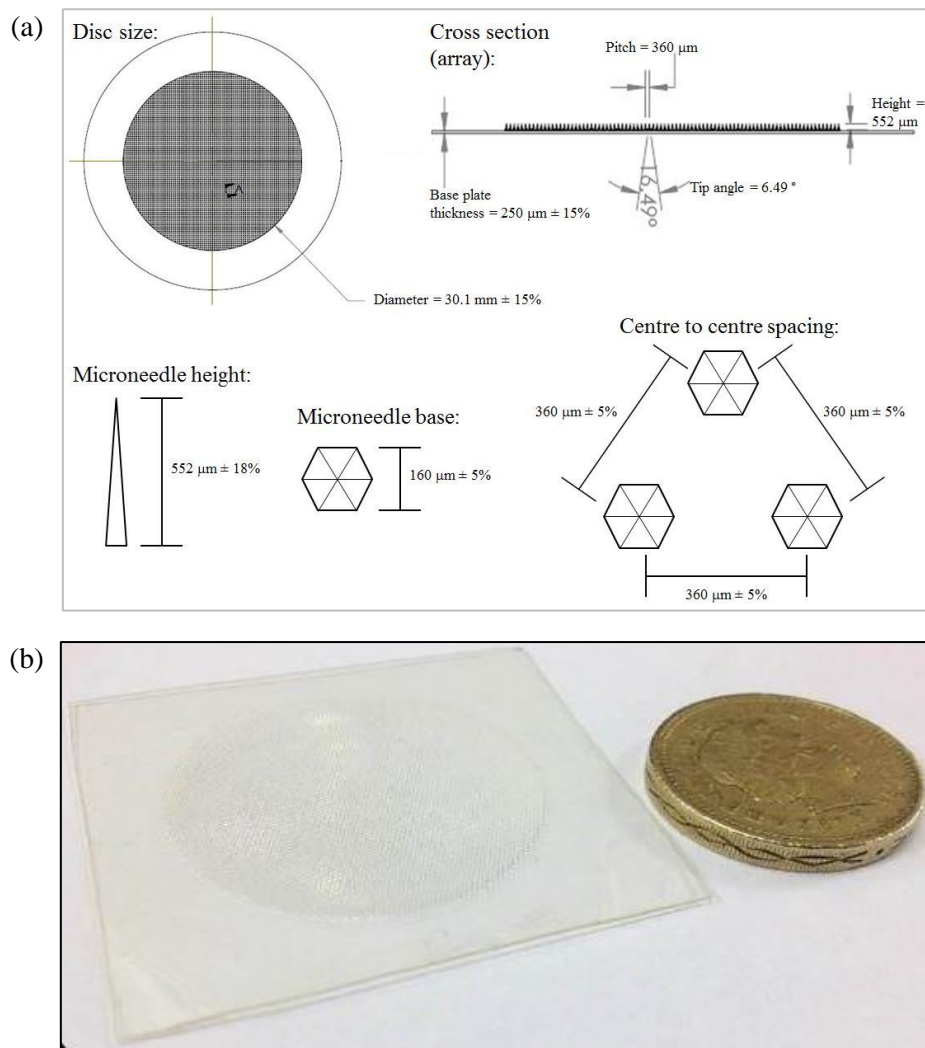 (a)
Disc size:
Cross section
(array):
Pitch = 360 μm
Height =
552 μm
Base plate
thickness = 250 μm ± 15%
16.49°
Tip angle = 6.49 °
Diameter = 30.1 mm ± 15%
Centre to centre spacing:
360 μm ± 5%
360 μm ± 5%
360 μm ± 5%
Microneedle height:
552 μm ± 18%
Microneedle base:
160 μm ± 5%
(b)